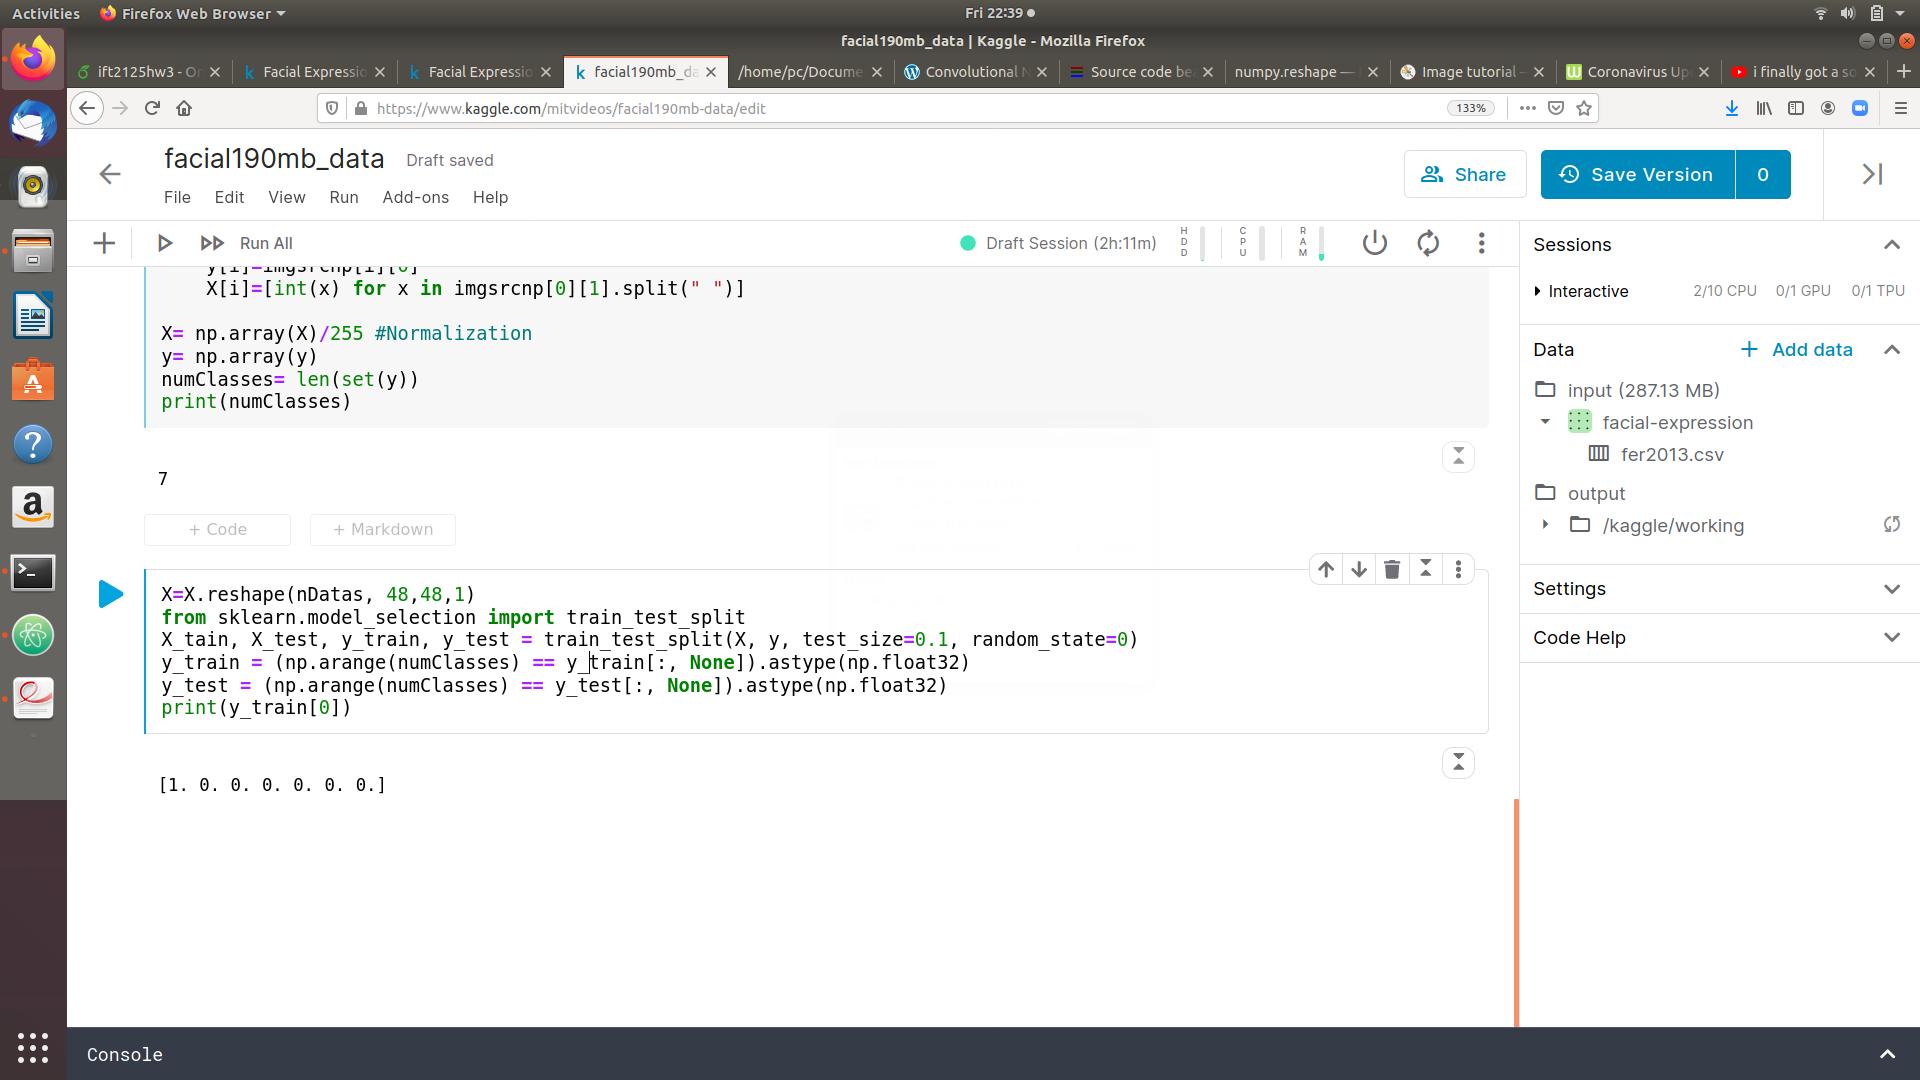 Activities Firefox Web Browser Fri 22:39
facial190mb_data | Kaggle - Mozilla Firefox
ift2125hw3 - Or Facial Expressio Facial Expressio facial190mb_da /home/pc/Docume Convolutional N Source code be numpy.reshape — Image tutorial - Coronavirus Up i finally got a so
https://www.kaggle.com/mitvideos/facial190mb-data/edit 133%
facial190mb_data Draft saved
File Edit View Run Add-ons Help
Share Save Version 0
Run All Draft Session (2h:11m) HDD CPU RAM
y[i]=imgsrcnp[i][0]
X[i]=[int(x) for x in imgsrcnp[0][1].split(" ")]
X= np.array(X)/255 #Normalization
y= np.array(y)
numClasses= len(set(y))
print(numClasses)
7
+ Code + Markdown
X=X.reshape(nDatas, 48,48,1)
from sklearn.model_selection import train_test_split
X_tain, X_test, y_train, y_test = train_test_split(X, y, test_size=0.1, random_state=0)
y_train = (np.arange(numClasses) == y_train[:, None]).astype(np.float32)
y_test = (np.arange(numClasses) == y_test[:, None]).astype(np.float32)
print(y_train[0])
[1. 0. 0. 0. 0. 0. 0.]
Sessions
Interactive 2/10 CPU 0/1 GPU 0/1 TPU
Data + Add data
input (287.13 MB)
facial-expression
fer2013.csv
output
/kaggle/working
Settings
Code Help
Console